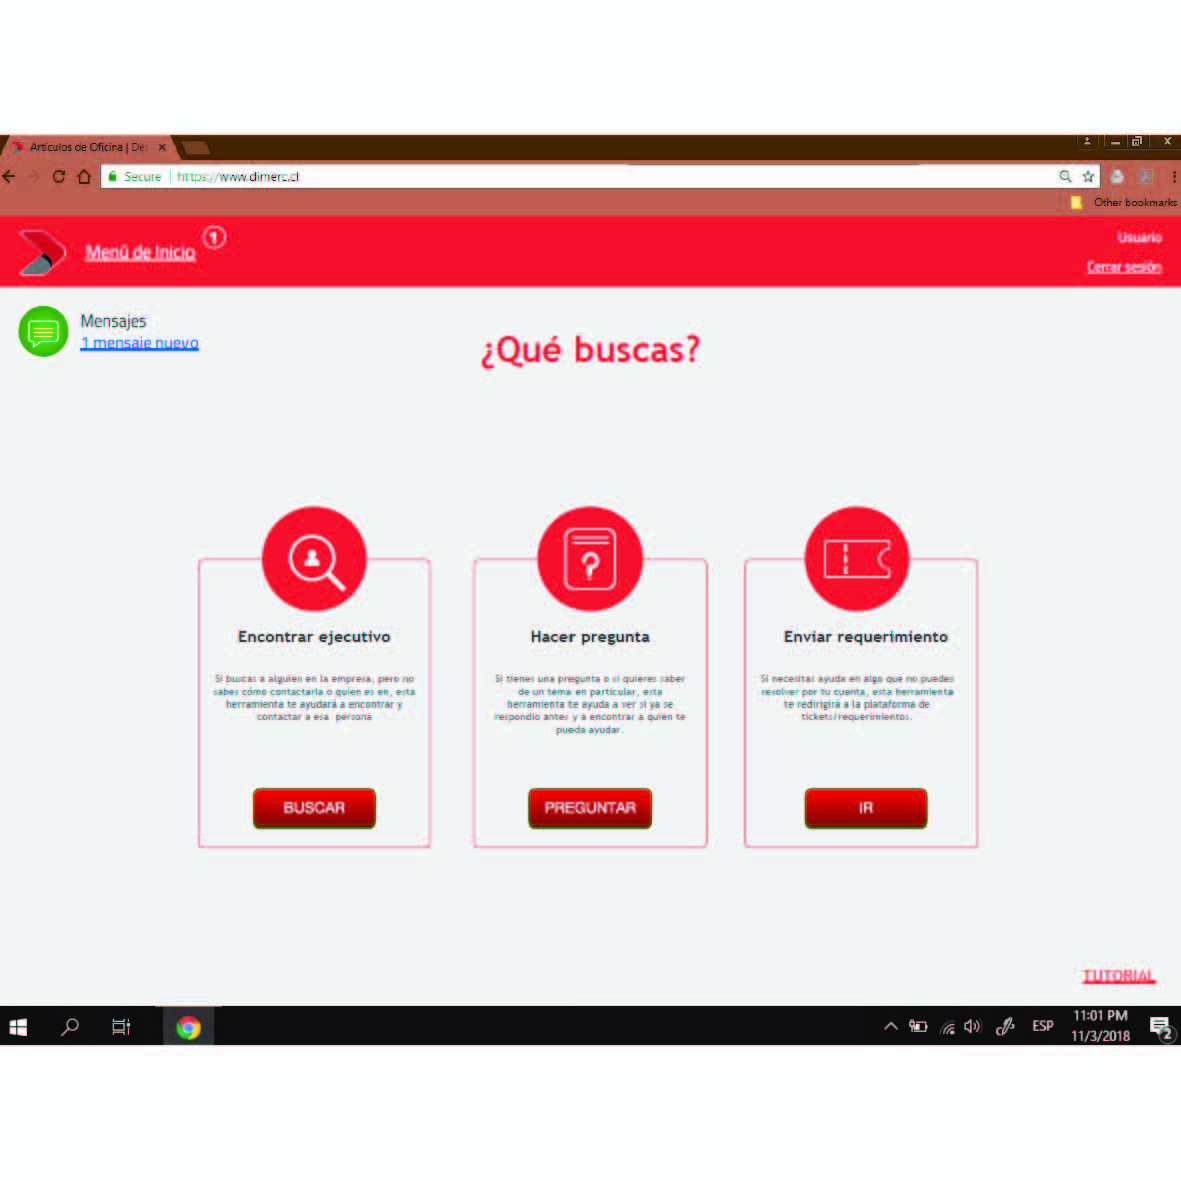 Artículos de Oficina | Des
Secure
https://www.dimerc.cl
Other bookmarks
Menú de Inicio
1
Usuario
Cerrar sesión
Mensajes
1 mensaje nuevo
¿Qué buscas?
Encontrar ejecutivo
Si buscas a alguien en la empresa, pero no
sabes cómo contactarla o quien es en, esta
herramienta te ayudará a encontrar y
contactar a esa persona
BUSCAR
Hacer pregunta
Si tienes una pregunta o si quieres saber
de un tema en particular, esta
herramienta te ayuda a ver si ya se
respondio antes y a encontrar a quien te
pueda ayudar.
PREGUNTAR
Enviar requerimiento
Si necesitas ayuda en algo que no puedes
resolver por tu cuenta, esta herramienta
te redirigirá a la plataforma de
tickets/requerimientos.
IR
TUTORIAL
ESP
11:01 PM
11/3/2018
2